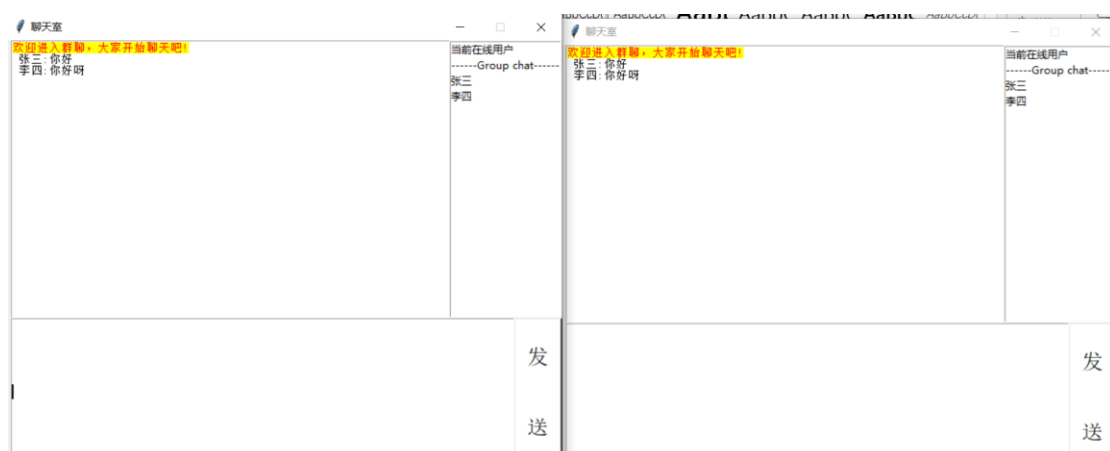 聊天室
欢迎进入群聊，大家开始聊天吧!
张三:你好
李四:你好呀
当前在线用户
------Group chat------
张三
李四
发
送
AaBbCcDc
聊天室
欢迎进入群聊，大家开始聊天吧!
张三:你好
李四:你好呀
当前在线用户
------Group chat-----
张三
李四
发
送